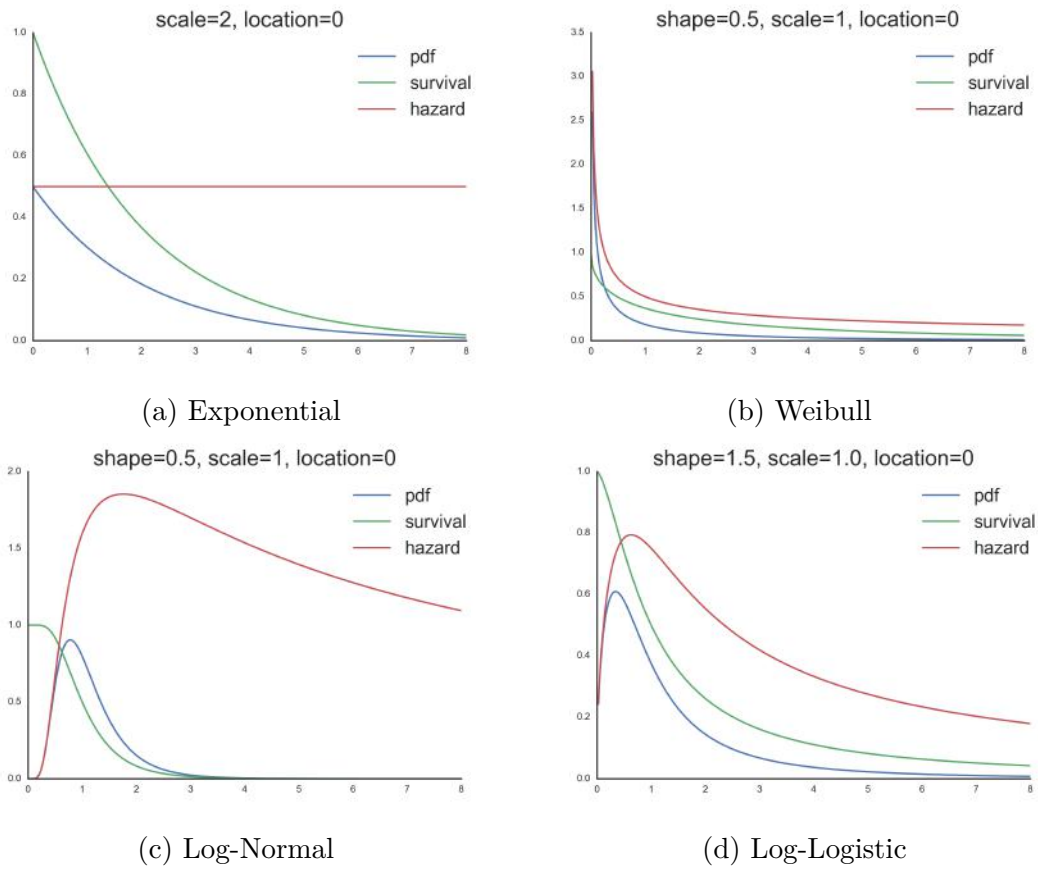 scale=2, location=0
1.0
0.8
0.6
0.4
0.2
0.0
0 1 2 3 4 5 6 7 8
pdf
survival
hazard
(a) Exponential
shape=0.5, scale=1, location=0
3.5
3.0
2.5
2.0
1.5
1.0
0.5
0.0
0 1 2 3 4 5 6 7 8
pdf
survival
hazard
(b) Weibull
shape=0.5, scale=1, location=0
2.0
1.5
1.0
0.5
0.0
0 1 2 3 4 5 6 7 8
pdf
survival
hazard
(c) Log-Normal
shape=1.5, scale=1.0, location=0
1.0
0.8
0.6
0.4
0.2
0.0
0 1 2 3 4 5 6 7 8
pdf
survival
hazard
(d) Log-Logistic